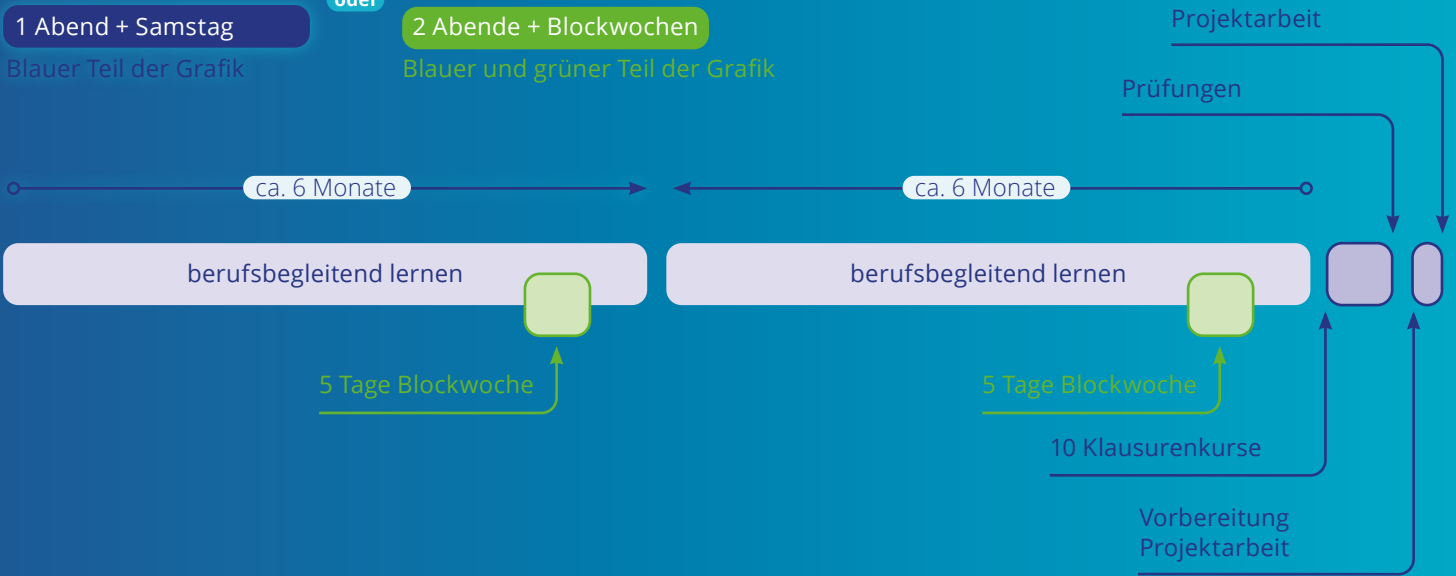 1 Abend + Samstag
oder
2 Abende + Blockwochen
Blauer Teil der Grafik
Blauer und grüner Teil der Grafik
Projektarbeit
Prüfungen
ca. 6 Monate
ca. 6 Monate
berufsbegleitend lernen
berufsbegleitend lernen
5 Tage Blockwoche
5 Tage Blockwoche
10 Klausurenkurse
Vorbereitung
Projektarbeit